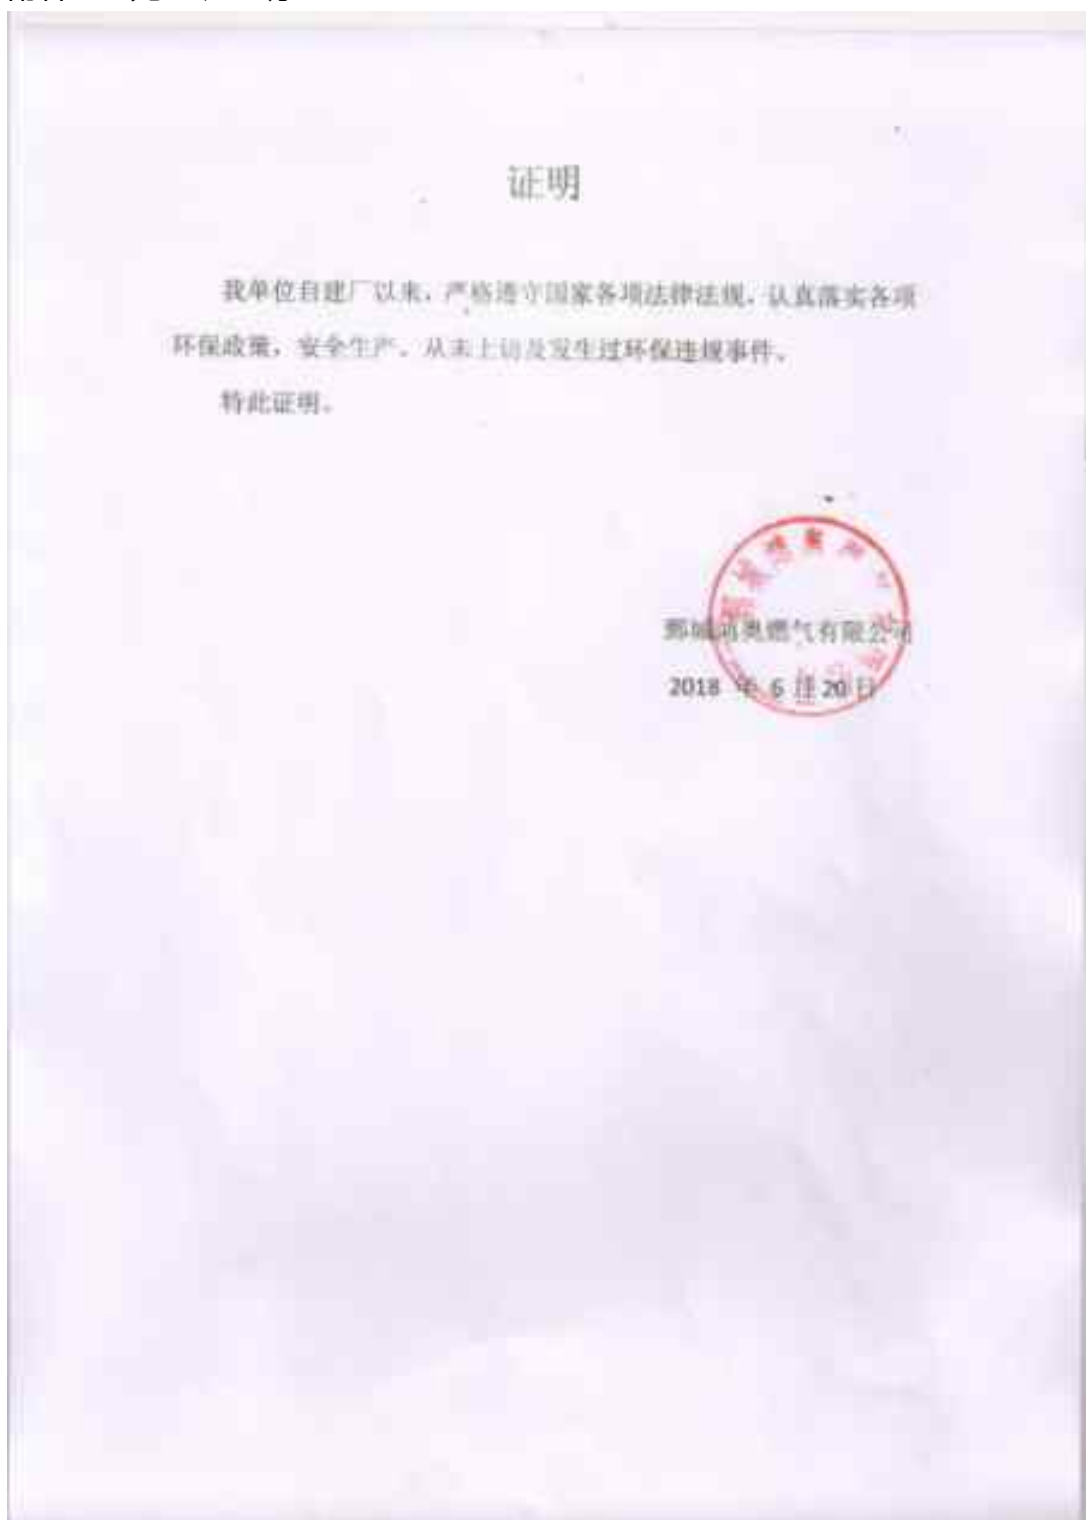 证明
我单位自建厂以来，严格遵守国家各项法律法规，认真落实各项
环保政策，安全生产。从未上访及发生过环保违规事件。
特此证明。
鄄城 奥燃气有限公司
2018 年 6 月 20 日